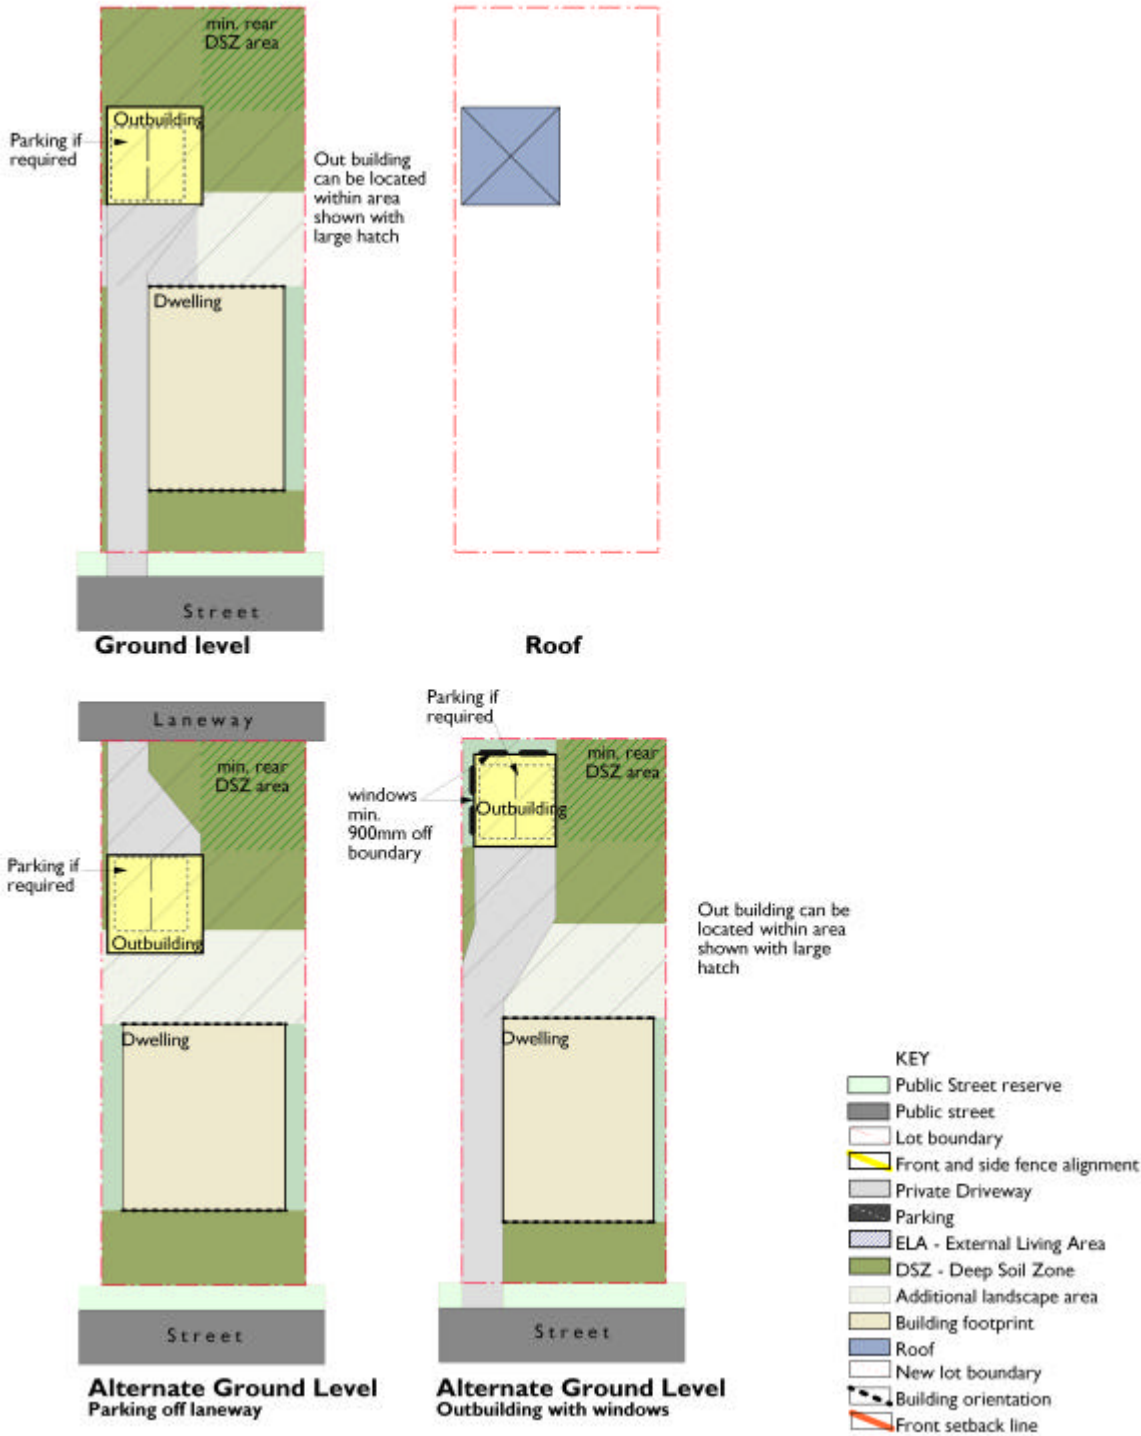 min. rear
DSZ area
Outbuilding
Parking if
required
Out building
can be located
within area
shown with
large hatch
Dwelling
Street
Ground level
Roof
Laneway
min. rear
DSZ area
Parking if
required
Outbuilding
Dwelling
Street
Alternate Ground Level
Parking off laneway
Parking if
required
min. rear
DSZ area
windows
min.
900mm off
boundary
Outbuilding
Out building can be
located within area
shown with large
hatch
Dwelling
Street
Alternate Ground Level
Outbuilding with windows
KEY
Public Street reserve
Public street
Lot boundary
Front and side fence alignment
Private Driveway
Parking
ELA - External Living Area
DSZ - Deep Soil Zone
Additional landscape area
Building footprint
Roof
New lot boundary
Building orientation
Front setback line